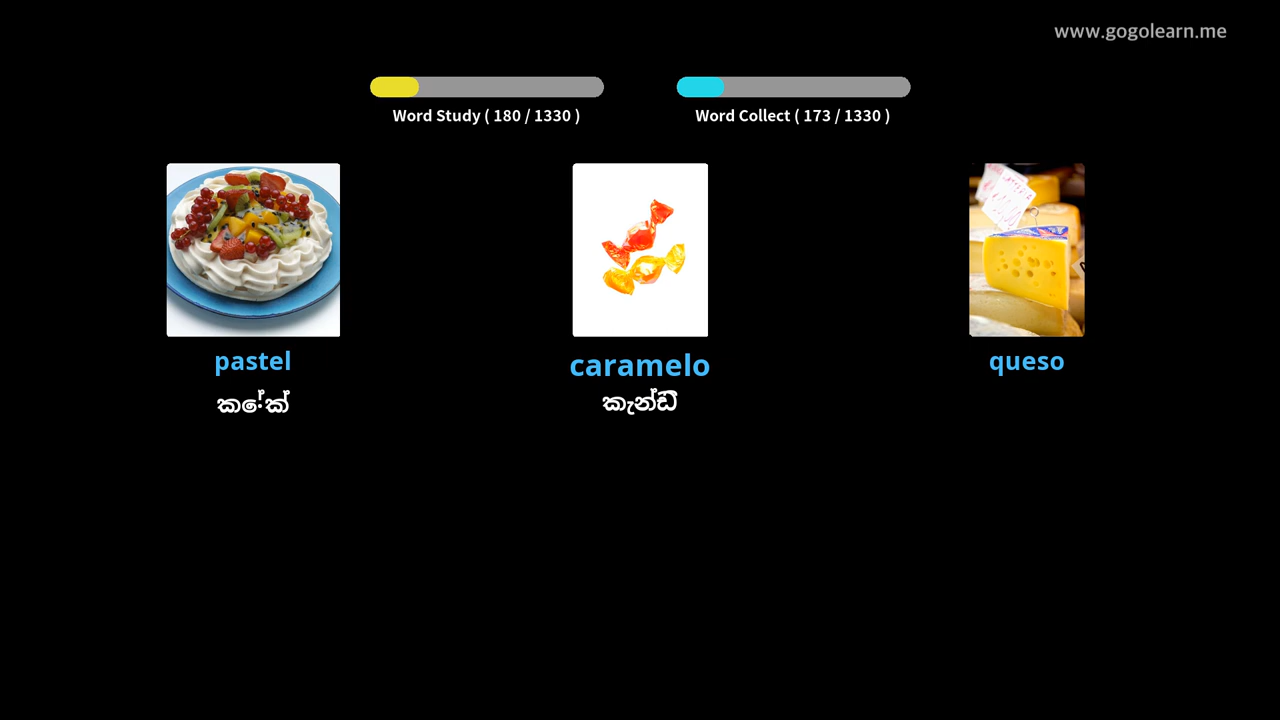 www.gogolearn.me
Word Study ( 180 / 1330 )
Word Collect ( 173 / 1330 )
pastel
caramelo
queso
කේක්
කැන්ඩි